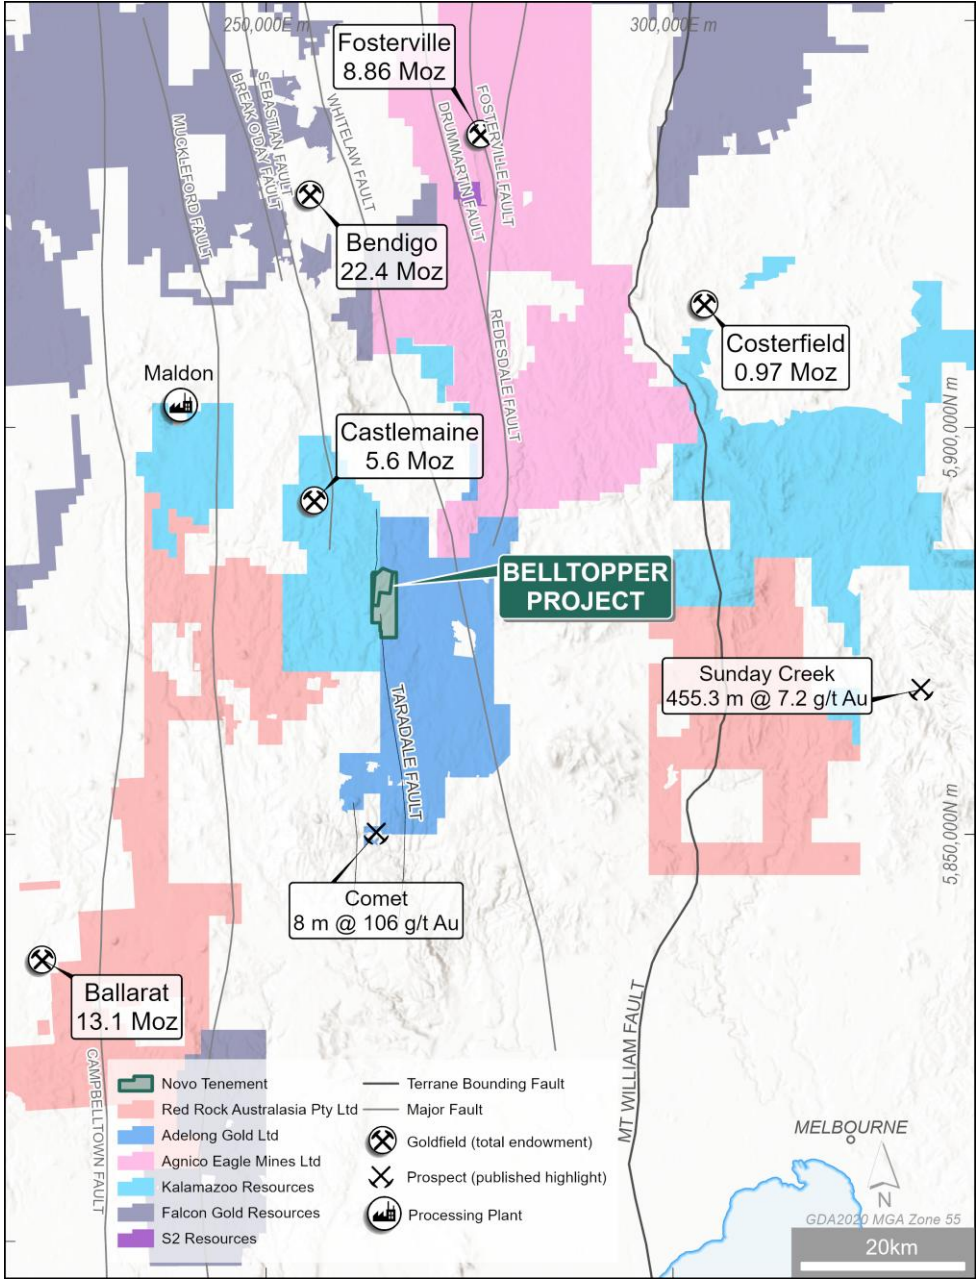 250,000E m
300,000E m
Fosterville
8.86 Moz
SEBASTIAN FAULT
BREAK ODAY FAULT
WHITELAW FAULT
MUCKLEFORD FAULT
DRUMMARTIN FAULT
FOSTERVILLE FAULT
Bendigo
22.4 Moz
REDESDALE FAULT
Costerfield
0.97 Moz
Maldon
Castlemaine
5.6 Moz
5,900,000N m
BELLTOPPER
PROJECT
Sunday Creek
455.3 m @ 7.2 g/t Au
TARADALE FAULT
5,850,000N m
Comet
8 m @ 106 g/t Au
Ballarat
13.1 Moz
CAMPBELLTOWN FAULT
MT WILLIAM FAULT
Novo Tenement
Red Rock Australasia Pty Ltd
Adelong Gold Ltd
Agnico Eagle Mines Ltd
Kalamazoo Resources
Falcon Gold Resources
S2 Resources
Terrane Bounding Fault
Major Fault
Goldfield (total endowment)
Prospect (published highlight)
Processing Plant
MELBOURNE
N
GDA2020 MGA Zone 55
20km